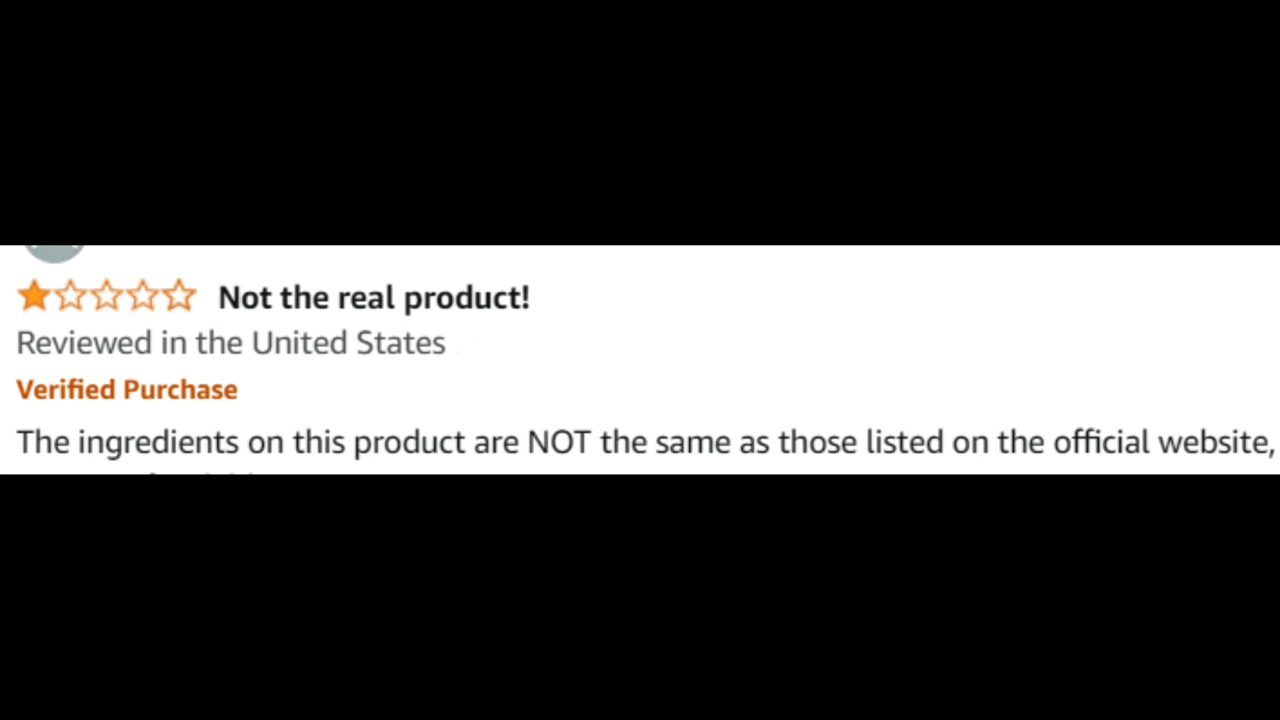 Not the real product!
Reviewed in the United States
Verified Purchase
The ingredients on this product are NOT the same as those listed on the official website,